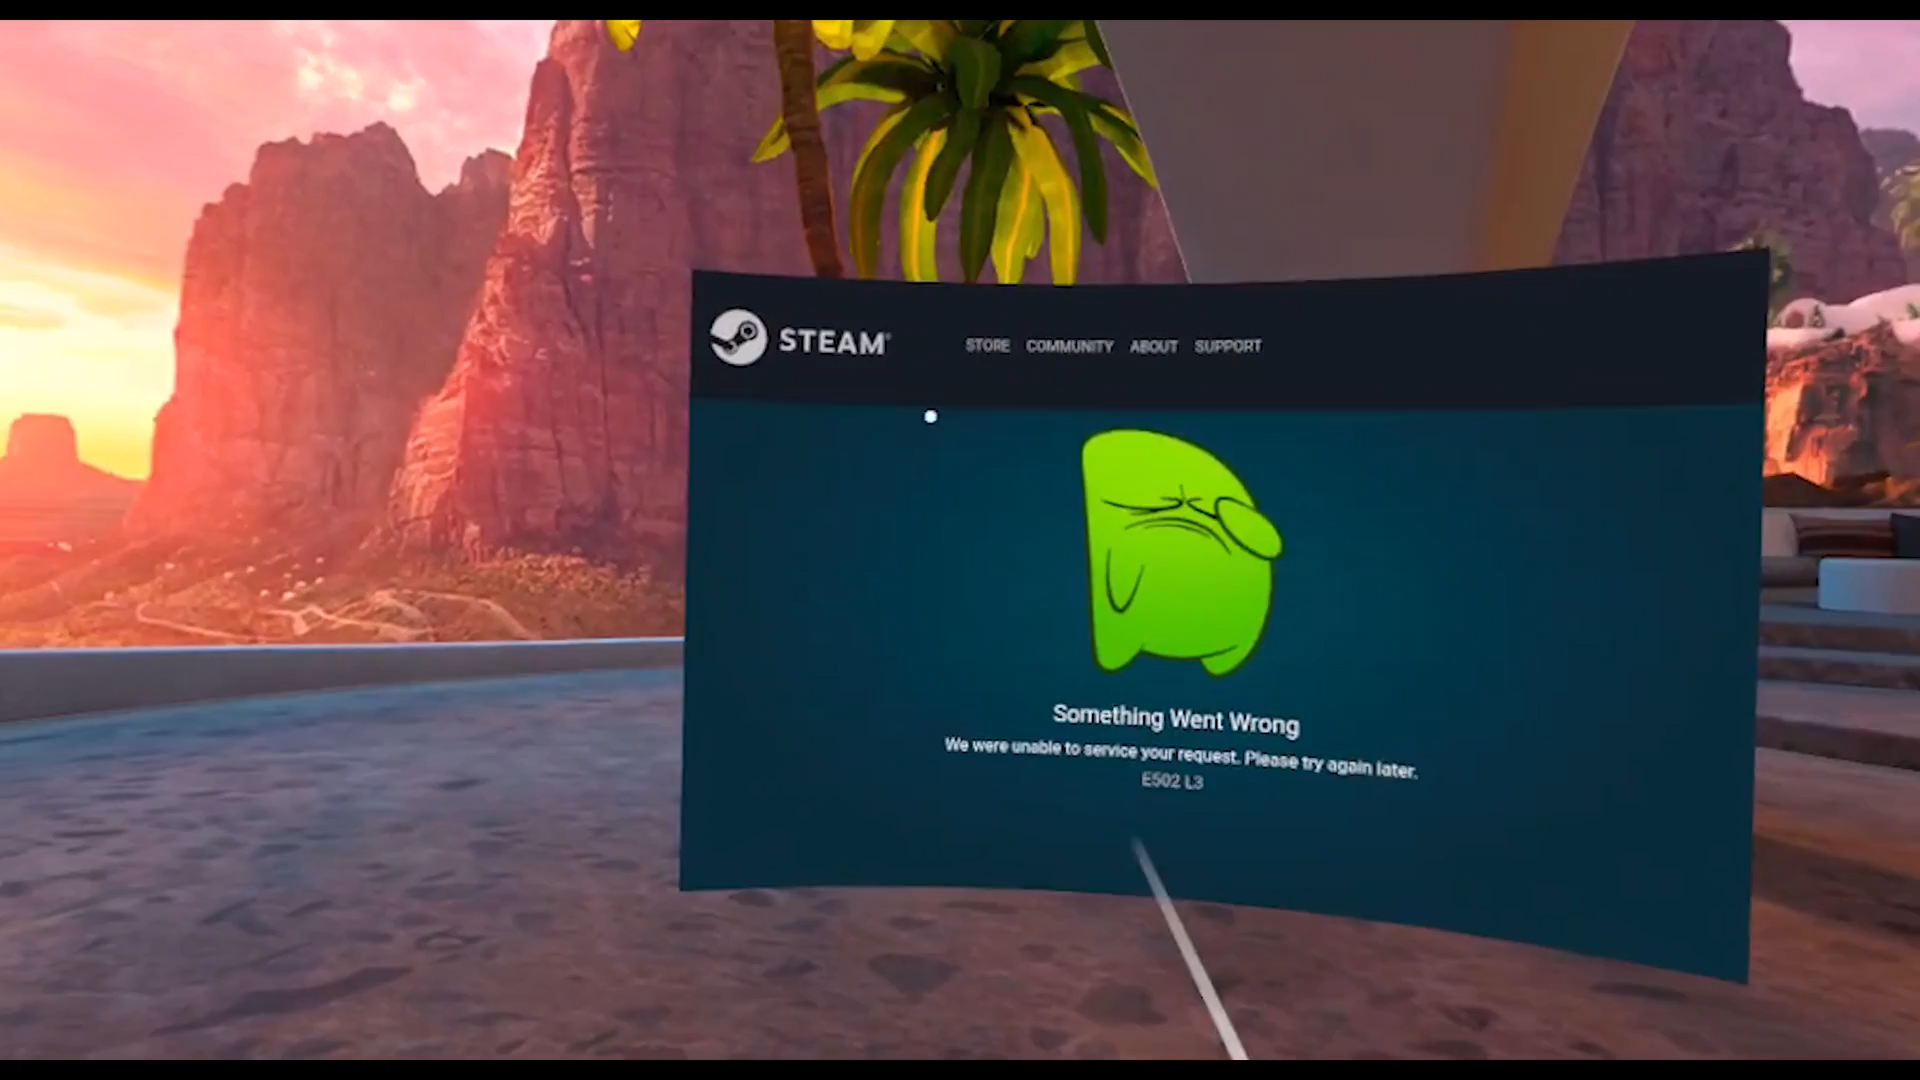 STEAM®
STORE COMMUNITY ABOUT SUPPORT
Something Went Wrong
We were unable to service your request. Please try again later.
E502 L3